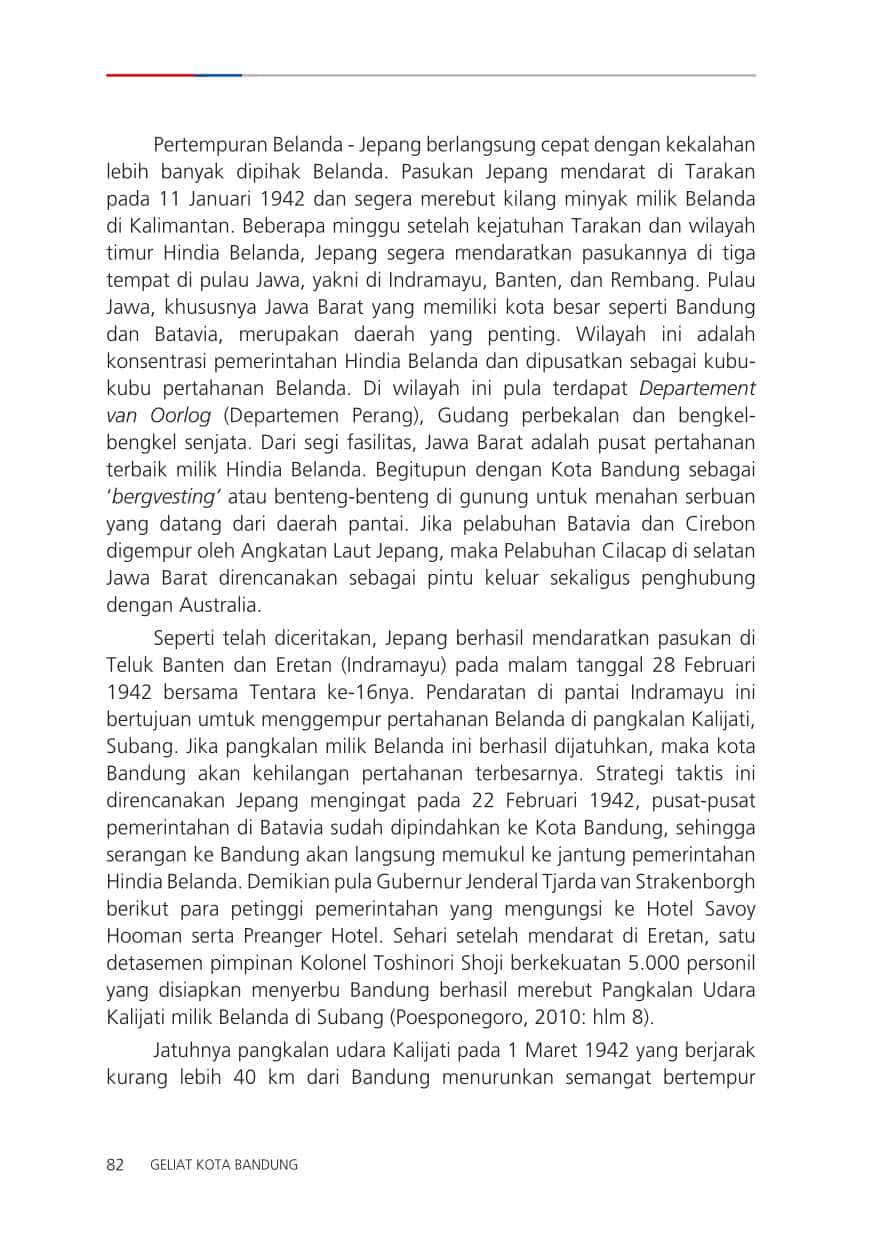 Pertempuran Belanda - Jepang berlangsung cepat dengan kekalahan
lebih banyak dipihak Belanda. Pasukan Jepang mendarat di Tarakan
pada 11 Januari 1942 dan segera merebut kilang minyak milik Belanda
di Kalimantan. Beberapa minggu setelah kejatuhan Tarakan dan wilayah
timur Hindia Belanda, Jepang segera mendaratkan pasukannya di tiga
tempat di pulau Jawa, yakni di Indramayu, Banten, dan Rembang. Pulau
Jawa, khususnya Jawa Barat yang memiliki kota besar seperti Bandung
dan Batavia, merupakan daerah yang penting. Wilayah ini adalah
konsentrasi pemerintahan Hindia Belanda dan dipusatkan sebagai kubu-
kubu pertahanan Belanda. Di wilayah ini pula terdapat Departement
van Oorlog (Departemen Perang), Gudang perbekalan dan bengkel-
bengkel senjata. Dari segi fasilitas, Jawa Barat adalah pusat pertahanan
terbaik milik Hindia Belanda. Begitupun dengan Kota Bandung sebagai
‘bergvesting’ atau benteng-benteng di gunung untuk menahan serbuan
yang datang dari daerah pantai. Jika pelabuhan Batavia dan Cirebon
digempur oleh Angkatan Laut Jepang, maka Pelabuhan Cilacap di selatan
Jawa Barat direncanakan sebagai pintu keluar sekaligus penghubung
dengan Australia.
Seperti telah diceritakan, Jepang berhasil mendaratkan pasukan di
Teluk Banten dan Eretan (Indramayu) pada malam tanggal 28 Februari
1942 bersama Tentara ke-16nya. Pendaratan di pantai Indramayu ini
bertujuan umtuk menggempur pertahanan Belanda di pangkalan Kalijati,
Subang. Jika pangkalan milik Belanda ini berhasil dijatuhkan, maka kota
Bandung akan kehilangan pertahanan terbesarnya. Strategi taktis ini
direncanakan Jepang mengingat pada 22 Februari 1942, pusat-pusat
pemerintahan di Batavia sudah dipindahkan ke Kota Bandung, sehingga
serangan ke Bandung akan langsung memukul ke jantung pemerintahan
Hindia Belanda. Demikian pula Gubernur Jenderal Tjarda van Strakenborgh
berikut para petinggi pemerintahan yang mengungsi ke Hotel Savoy
Hooman serta Preanger Hotel. Sehari setelah mendarat di Eretan, satu
detasemen pimpinan Kolonel Toshinori Shoji berkekuatan 5.000 personil
yang disiapkan menyerbu Bandung berhasil merebut Pangkalan Udara
Kalijati milik Belanda di Subang (Poesponegoro, 2010: hlm 8).
Jatuhnya pangkalan udara Kalijati pada 1 Maret 1942 yang berjarak
kurang lebih 40 km dari Bandung menurunkan semangat bertempur
82 GELIAT KOTA BANDUNG